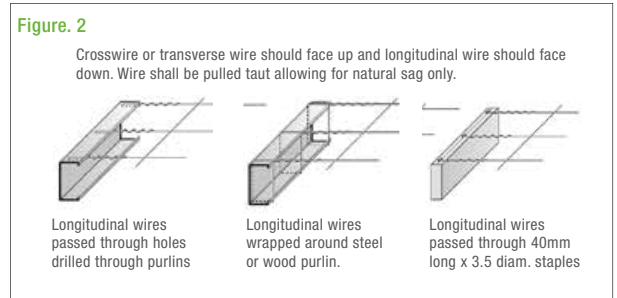 Figure. 2
Crosswire or transverse wire should face up and longitudinal wire should face
down. Wire shall be pulled taut allowing for natural sag only.
Longitudinal wires
passed through holes
drilled through purlins
Longitudinal wires
wrapped around steel
or wood purlin.
Longitudinal wires
passed through 40mm
long x 3.5 diam. staples